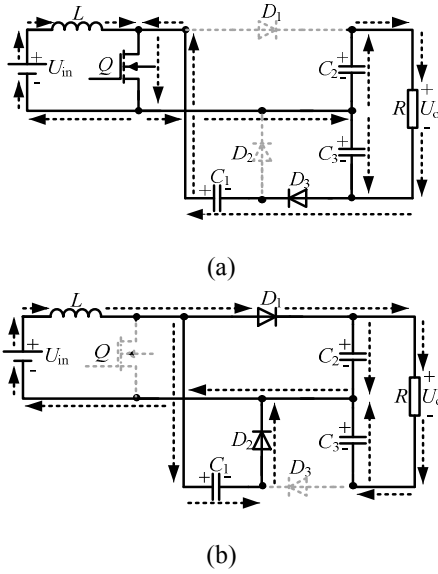 L
D1
+
Uin
-
Q
+
C2
-
+
R
Uo
-
D2
+
C3
-
C1
+
D3
(a)
L
D1
+
Uin
-
Q
+
C2
-
+
R
Uo
-
D2
+
C3
-
C1
+
D3
(b)